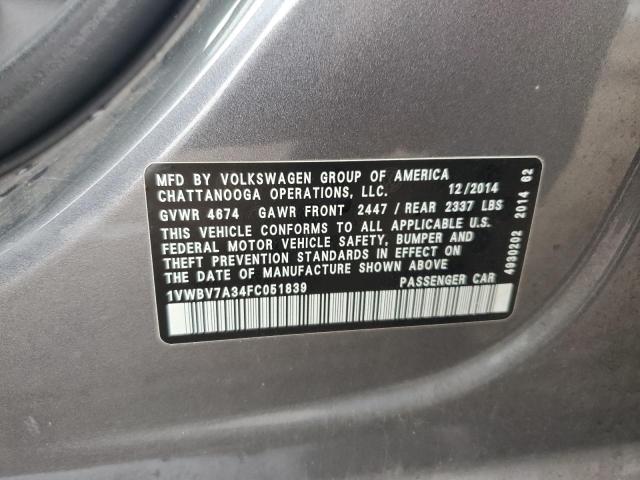 MFD BY VOLKSWAGEN GROUP OF AMERICA
CHATTANOOGA OPERATIONS, LLC. 12/2014
GVWR 4674 GAWR FRONT 2447 / REAR 2337 LBS
THIS VEHICLE CONFORMS TO ALL APPLICABLE U.S.
FEDERAL MOTOR VEHICLE SAFETY, BUMPER AND
THEFT PREVENTION STANDARDS IN EFFECT ON
THE DATE OF MANUFACTURE SHOWN ABOVE
1VWBV7A34FC051839 PASSENGER CAR
4930202 2014 62